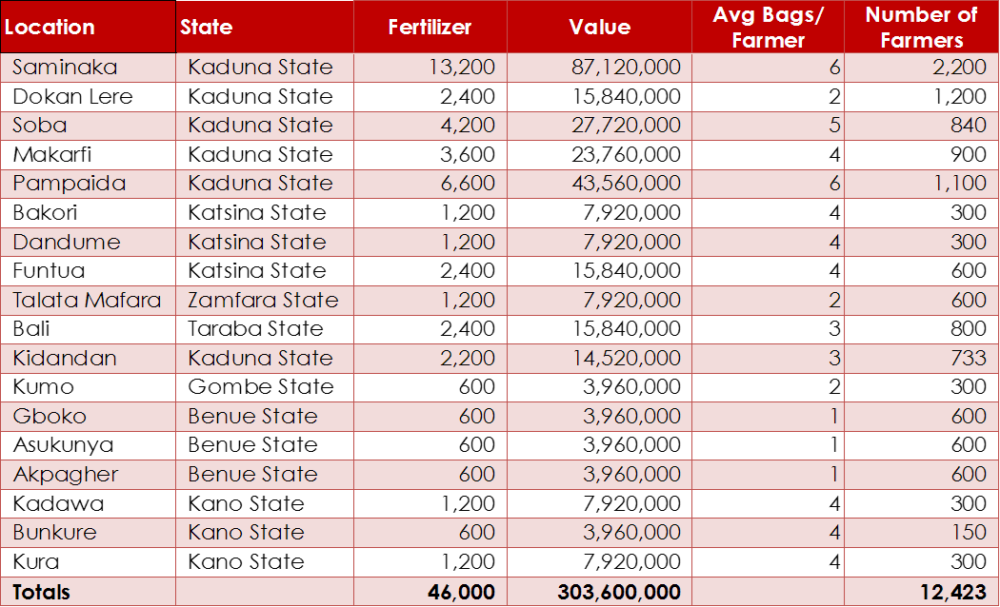 Location State Fertilizer Value Avg Bags/ Farmer Number of Farmers
Saminaka Kaduna State 13,200 87,120,000 6 2,200
Dokan Lere Kaduna State 2,400 15,840,000 2 1,200
Soba Kaduna State 4,200 27,720,000 5 840
Makarfi Kaduna State 3,600 23,760,000 4 900
Pampaida Kaduna State 6,600 43,560,000 6 1,100
Bakori Katsina State 1,200 7,920,000 4 300
Dandume Katsina State 1,200 7,920,000 4 300
Funtua Katsina State 2,400 15,840,000 4 600
Talata Mafara Zamfara State 1,200 7,920,000 2 600
Bali Taraba State 2,400 15,840,000 3 800
Kidandan Kaduna State 2,200 14,520,000 3 733
Kumo Gombe State 600 3,960,000 2 300
Gboko Benue State 600 3,960,000 1 600
Asukunya Benue State 600 3,960,000 1 600
Akpagher Benue State 600 3,960,000 1 600
Kadawa Kano State 1,200 7,920,000 4 300
Bunkure Kano State 600 3,960,000 4 150
Kura Kano State 1,200 7,920,000 4 300
Totals 46,000 303,600,000 12,423